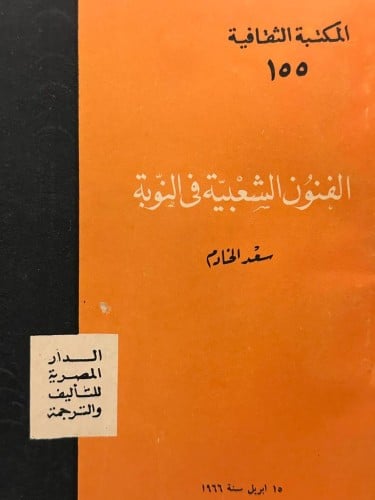 المكتبة الثقافية
١٥٥
الفنون الشعبية في النوبة
سعد الخادم
الدار
المصرية
للتأليف
والترجمة
١٥ ابريل سنة ١٩٦٦